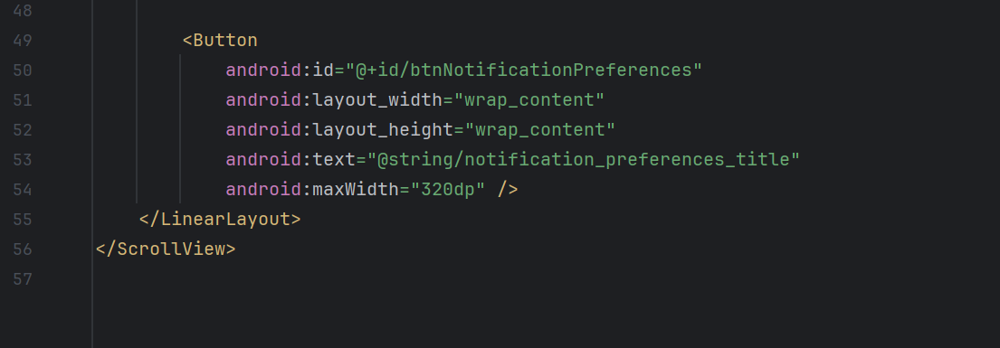 48
49 <Button
50 android:id="@+id/btnNotificationPreferences"
51 android:layout_width="wrap_content"
52 android:layout_height="wrap_content"
53 android:text="@string/notification_preferences_title"
54 android:maxWidth="320dp" />
55 </LinearLayout>
56 </ScrollView>
57